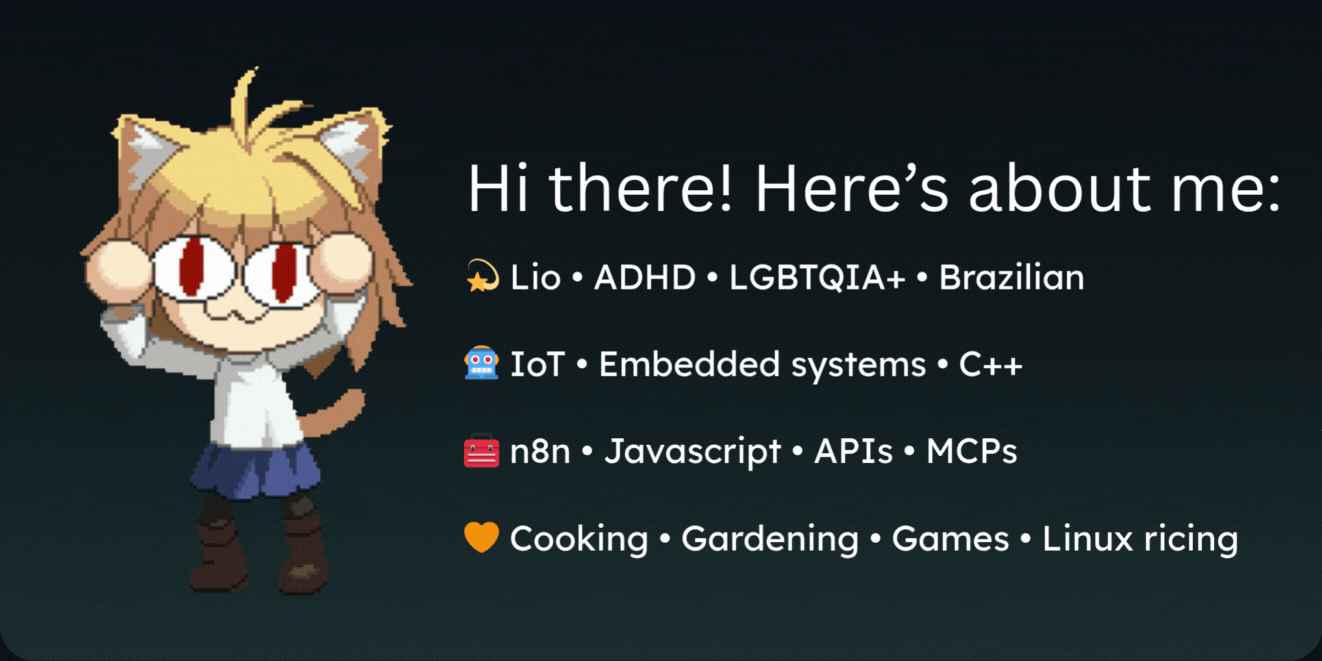 Hi there! Here’s about me:
💫 Lio • ADHD • LGBTQIA+ • Brazilian
🤖 IoT • Embedded systems • C++
🧰 n8n • Javascript • APIs • MCPs
🧡 Cooking • Gardening • Games • Linux ricing